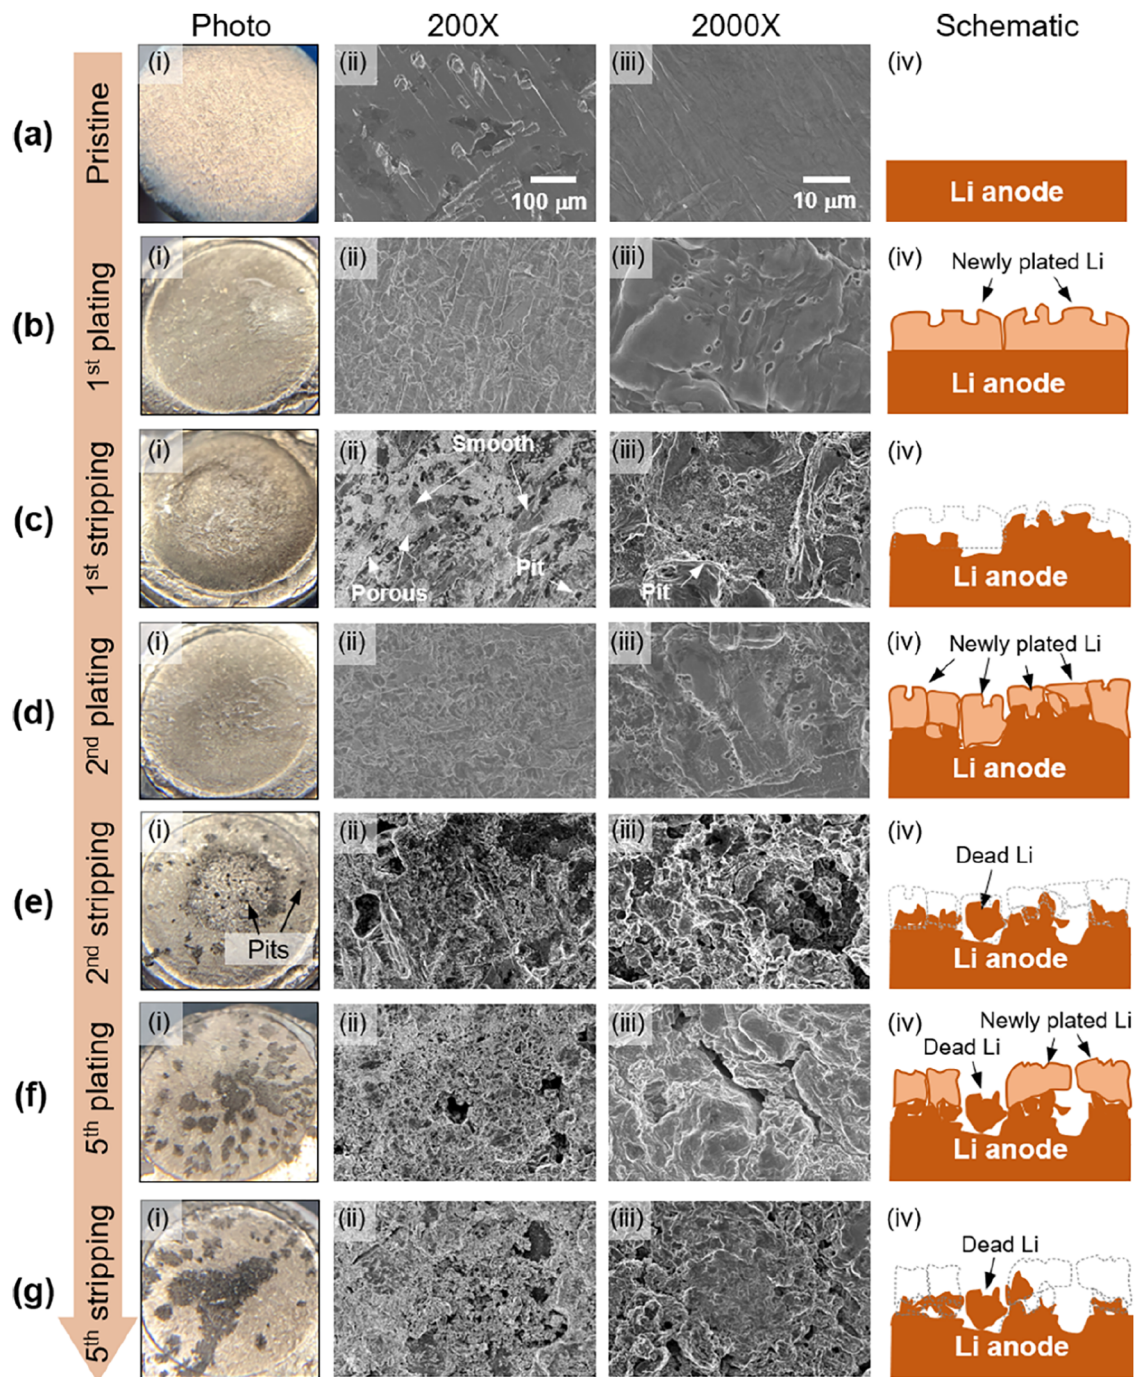 Photo 200X 2000X Schematic
(a) Pristine
(i) (ii) (iii) (iv)
100 μm 10 μm
Li anode
(b) 1st plating
(i) (ii) (iii) (iv)
Newly plated Li
Li anode
(c) 1st stripping
(i) (ii) (iii) (iv)
Smooth
Pit
Porous Pit
Li anode
(d) 2nd plating
(i) (ii) (iii) (iv)
Newly plated Li
Li anode
(e) 2nd stripping
(i) (ii) (iii) (iv)
Dead Li
Pits
Li anode
(f) 5th plating
(i) (ii) (iii) (iv)
Newly plated Li
Dead Li
Li anode
(g) 5th stripping
(i) (ii) (iii) (iv)
Dead Li
Li anode